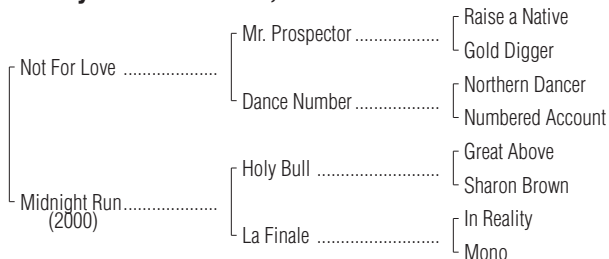 Raise a Native
Mr. Prospector ..................
Gold Digger
Not For Love ....................
Northern Dancer
Dance Number ..................
Numbered Account
Great Above
Holy Bull ..........................
Sharon Brown
Midnight Run ....................
(2000)
In Reality
La Finale ..........................
Mono